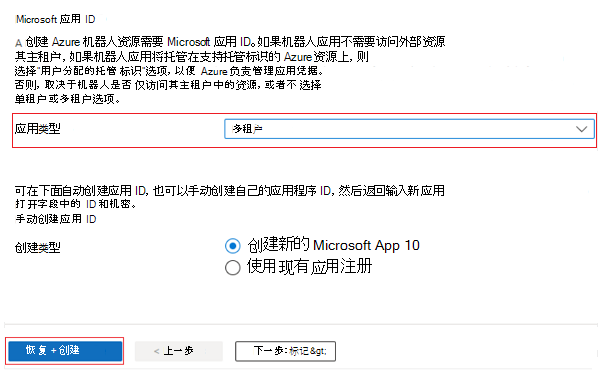 Microsoft 应用 ID
A 创建 Azure 机器人资源需要 Microsoft 应用 ID。如果机器人应用不需要访问外部资源
其主租户，如果机器人应用将托管在支持托管标识的 Azure 资源上，则
选择"用户分配的托管 标识"选项，以便 Azure 负责管理应用凭据。
否则，取决于机器人是否 仅访问其主租户中的资源，或者不 选择
单租户或多租户选项。
应用类型 多租户
可在下面自动创建应用 ID，也可以手动创建自己的应用程序 ID，然后返回输入新 应用
打开字段中的 ID 和机密。
手动创建应用 ID
创建类型 创建新的 Microsoft App 10
使用 现有 应用注册
恢复 + 创建 < 上一步 下一步：标记&gt;